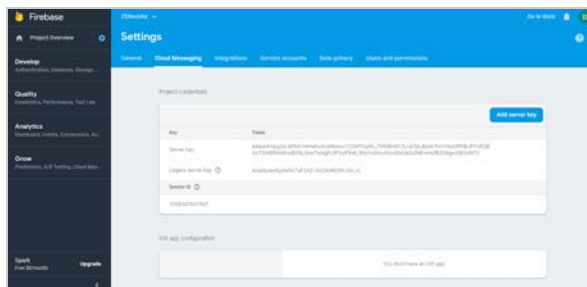 Firebase
Go to docs
Project Overview
Settings
General Cloud Messaging Integrations Service accounts Data privacy Users and permissions
Develop
Authentication, Database, Storage,...
Project credentials
Quality
Crashlytics, Performance, Test Lab
Add server key
Key Token
Analytics
Dashboard, Events, Conversions, Au...
Server key
Legacy server key
Grow
Predictions, A/B Testing, Cloud Mes...
Sender ID
iOS app configuration
Spark
Free $0/month
Upgrade
You don't have an iOS app